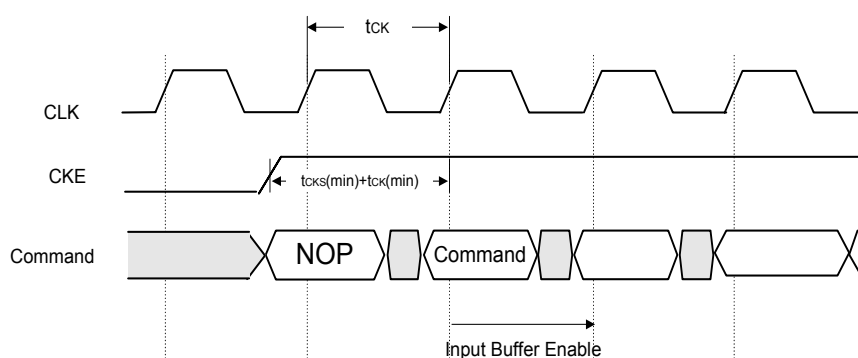 tCK
CLK
CKE
tCKS(min)+tCK(min)
Command
NOP
Command
Input Buffer Enable